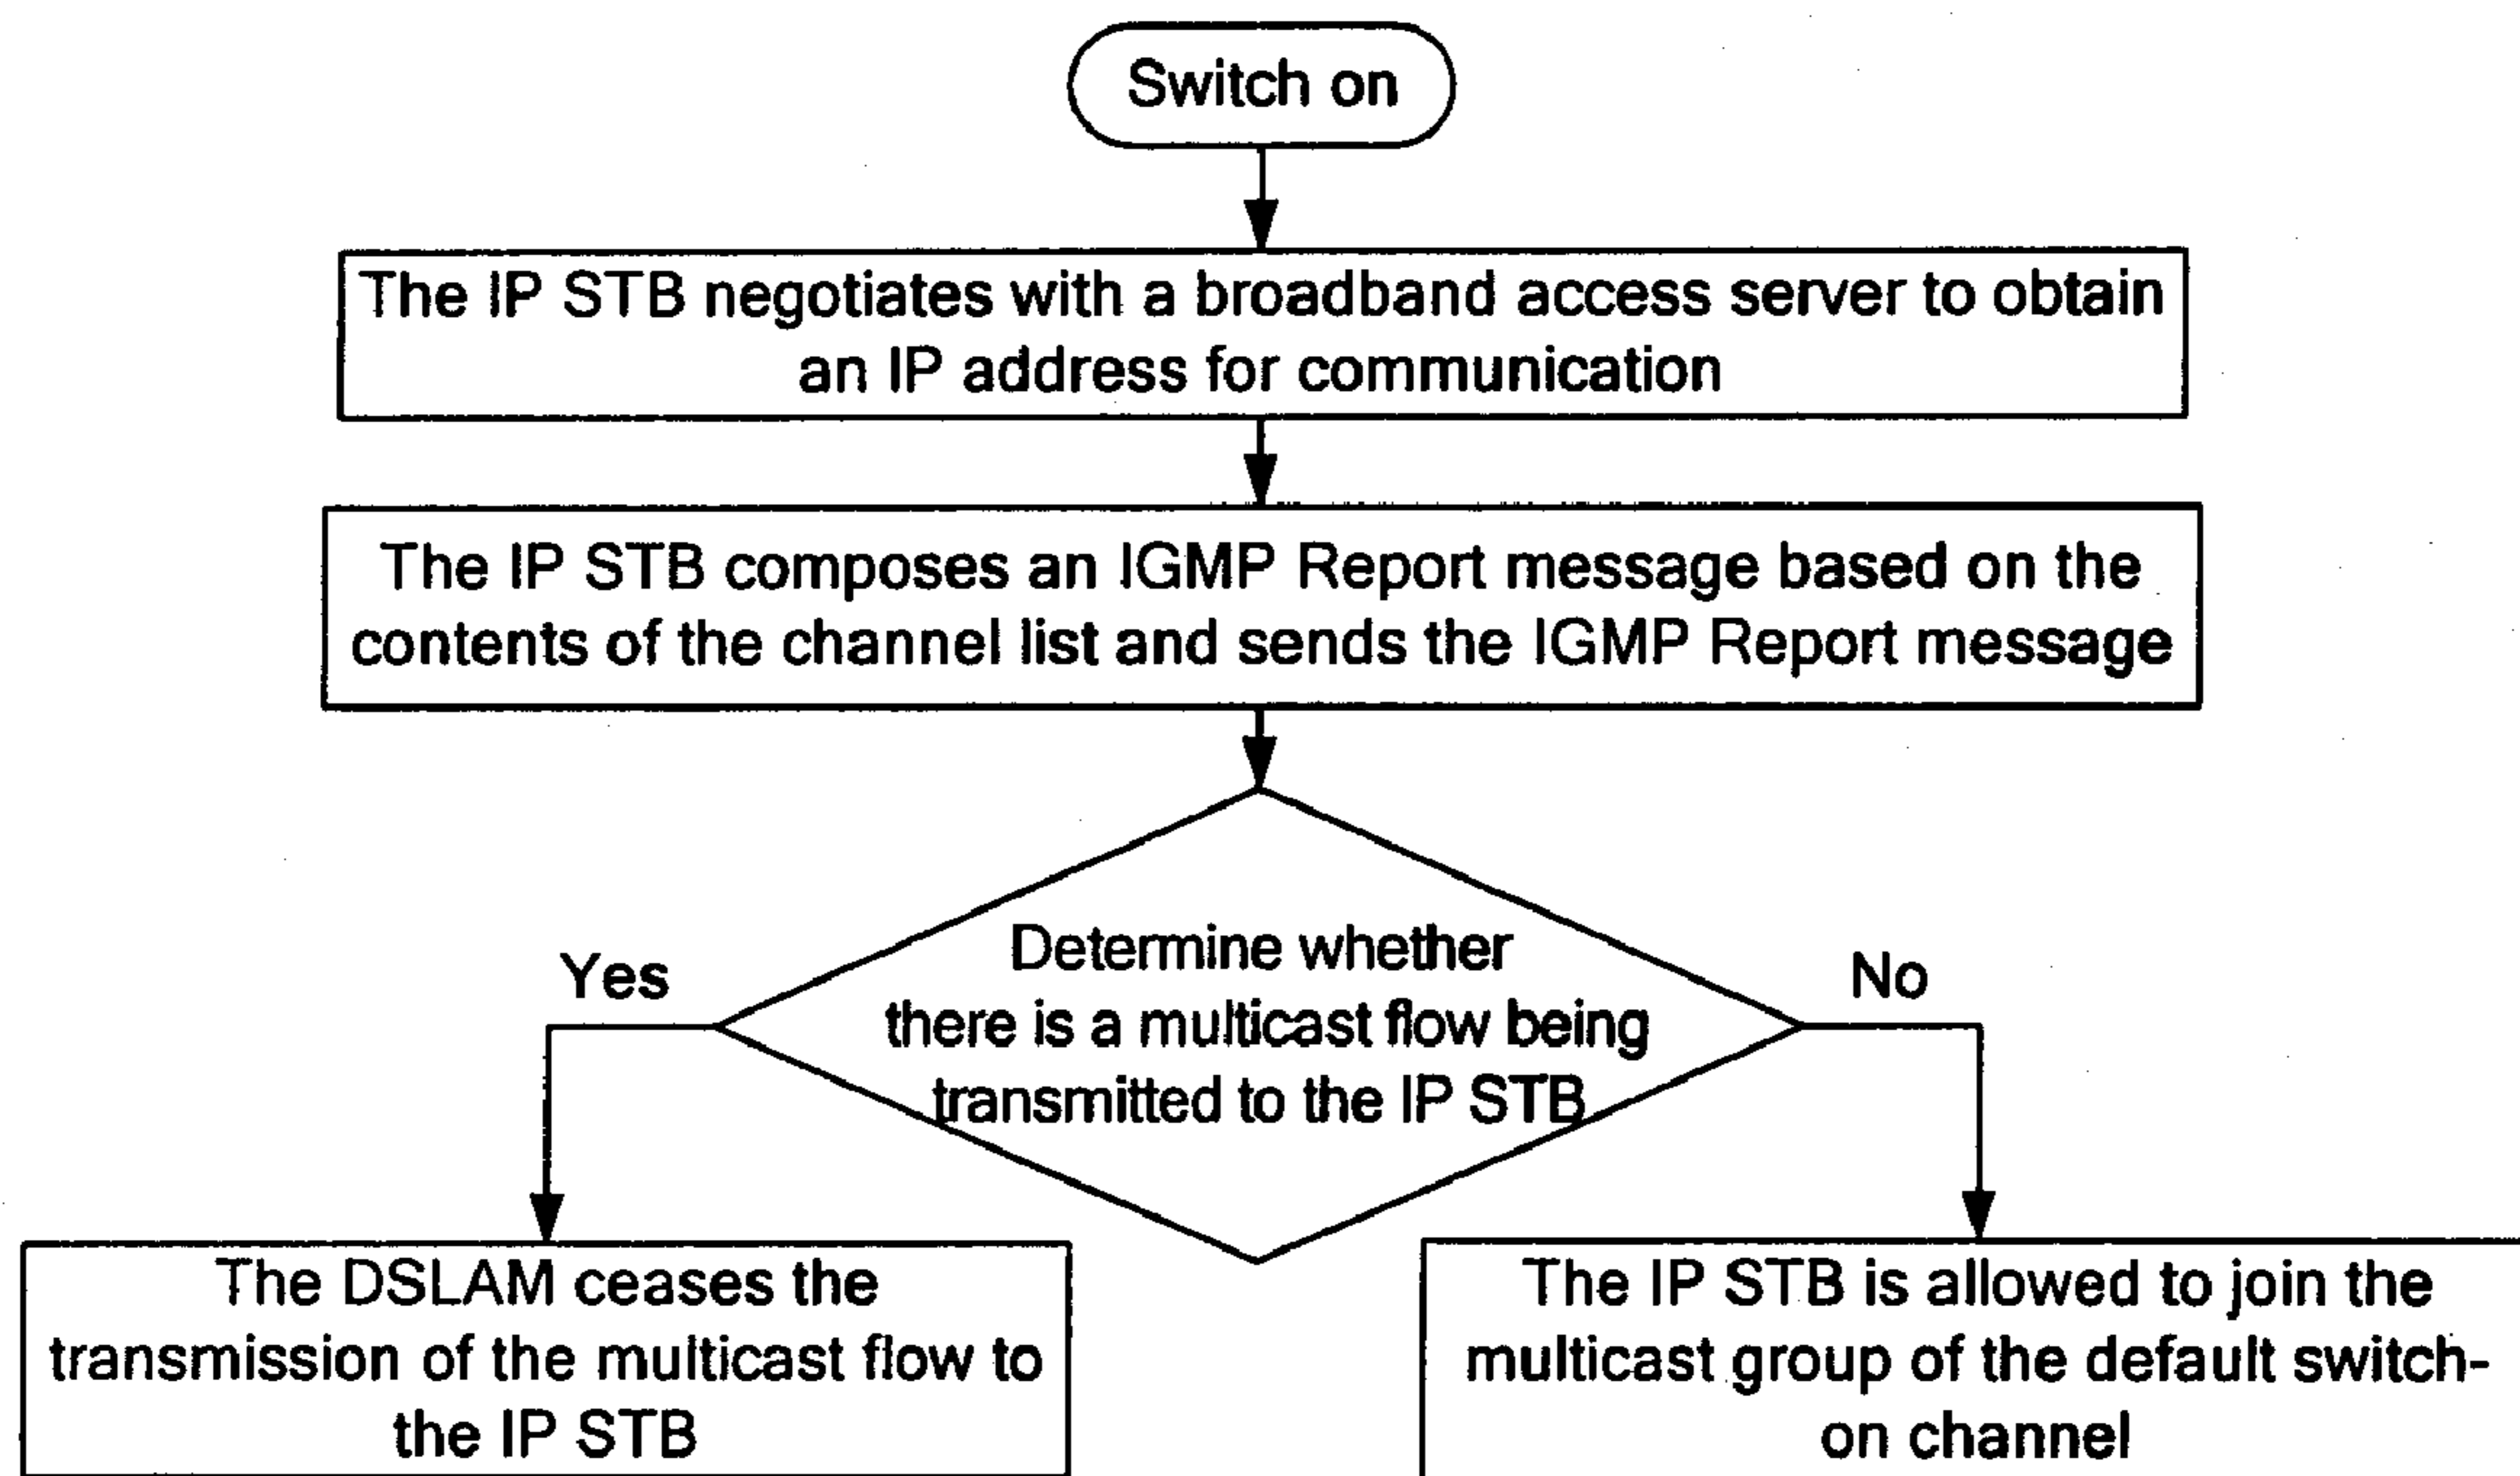 Switch on
The IP STB negotiates with a broadband access server to obtain
an IP address for communication
The IP STB composes an IGMP Report message based on the
contents of the channel list and sends the IGMP Report message
Determine whether
there is a multicast flow being
transmitted to the IP STB
Yes
No
The DSLAM ceases the
transmission of the multicast flow to
the IP STB
The IP STB is allowed to join the
multicast group of the default switch-
on channel